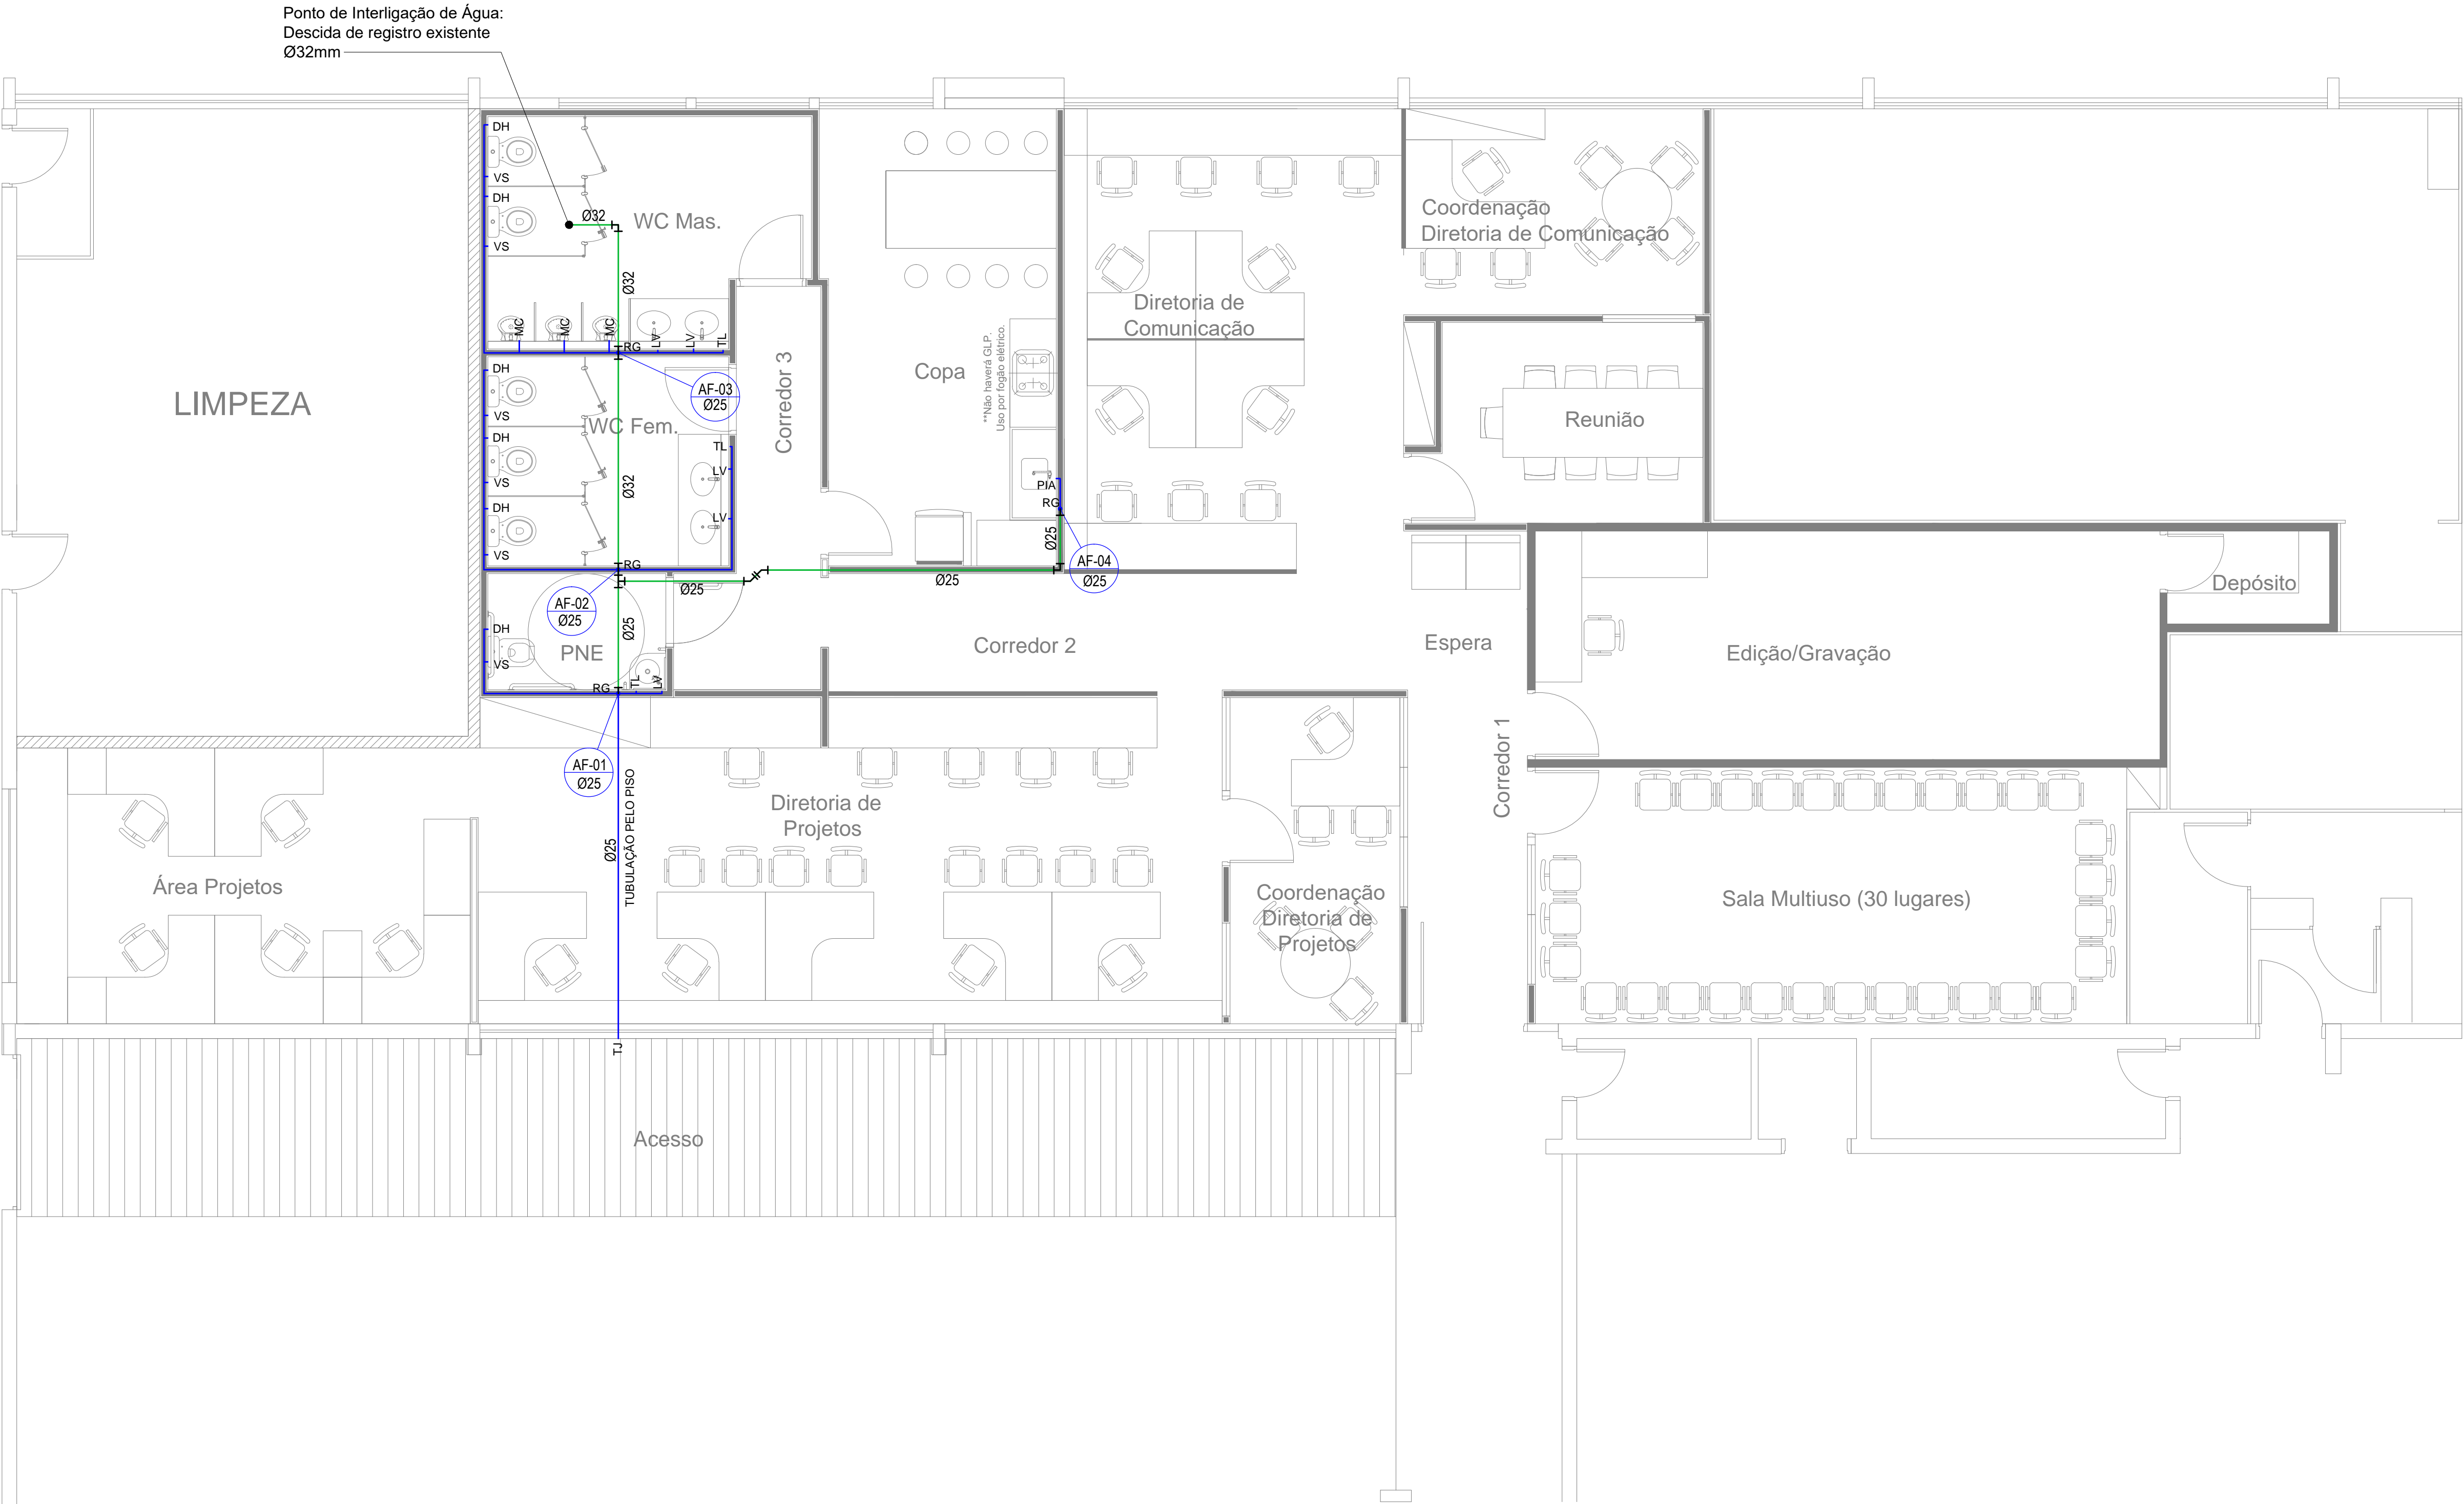 Ponto de Interligação de Água:
Descida de registro existente
Ø32mm
DH
VS
DH
VS
Ø32
WC Mas.
Ø32
MC
MC
MC
RG
LV
LV
TL
AF-03
Ø25
DH
VS
DH
VS
DH
VS
WC Fem.
Ø32
TL
LV
LV
RG
LIMPEZA
Corredor 3
Copa
**Não haverá GLP.
Uso por fogão elétrico.
PIA
RG
Ø25
AF-04
Ø25
Diretoria de
Comunicação
Coordenação
Diretoria de Comunicação
Reunião
AF-02
Ø25
Ø25
Ø25
Ø25
DH
VS
PNE
RG
TL
LV
Corredor 2
Espera
Edição/Gravação
Depósito
Corredor 1
AF-01
Ø25
Ø25
TUBULAÇÃO PELO PISO
TJ
Diretoria de
Projetos
Área Projetos
Coordenação
Diretoria de
Projetos
Sala Multiuso (30 lugares)
Acesso